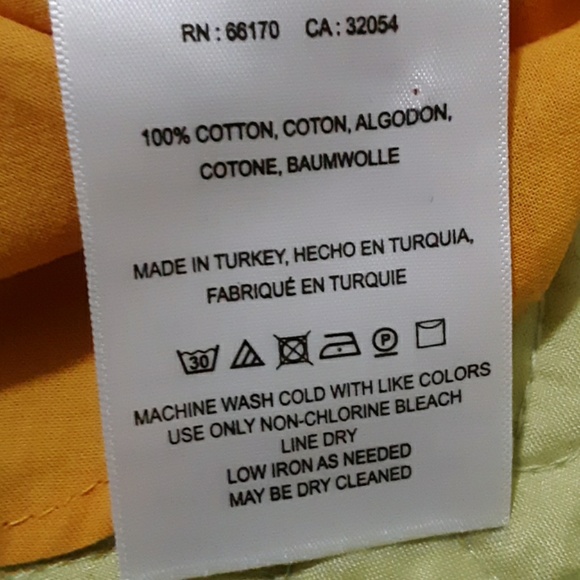 RN : 66170 CA : 32054
100% COTTON, COTON, ALGODON,
COTONE, BAUMWOLLE
MADE IN TURKEY, HECHO EN TURQUIA,
FABRIQUÉ EN TURQUIE
30 P
MACHINE WASH COLD WITH LIKE COLORS
USE ONLY NON-CHLORINE BLEACH
LINE DRY
LOW IRON AS NEEDED
MAY BE DRY CLEANED